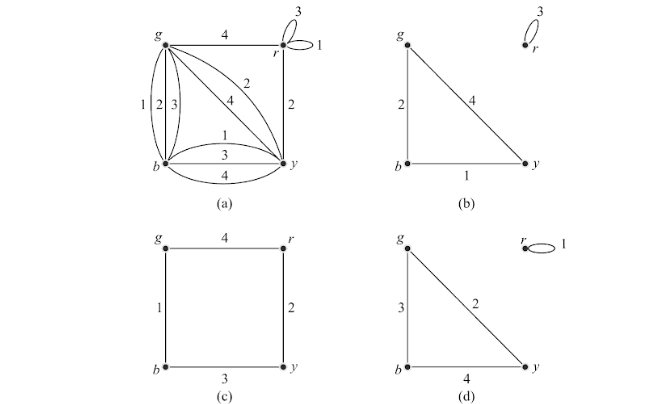 g 4 r 3 1
1 2 3 4 2 2
b 1 3 4 y
(a)
g r 3
2 4
b 1 y
(b)
g 4 r
1 2
b 3 y
(c)
g r 1
3 2
b 4 y
(d)